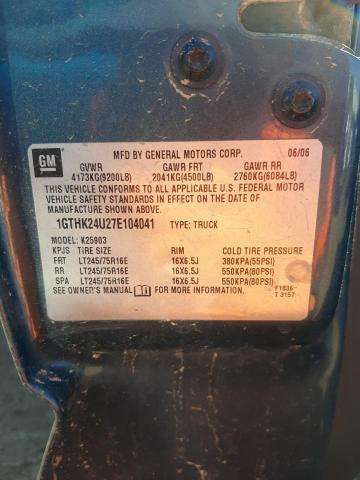 GM
MFD BY GENERAL MOTORS CORP. 06/06
GVWR GAWR FRT GAWR RR
4173KG(9200LB) 2041KG(4500LB) 2760KG(6084LB)
THIS VEHICLE CONFORMS TO ALL APPLICABLE U.S. FEDERAL MOTOR
VEHICLE SAFETY STANDARDS IN EFFECT ON THE DATE OF
MANUFACTURE SHOWN ABOVE.
1GTHK24U27E104041 TYPE: TRUCK
MODEL: K25903
KPJS TIRE SIZE RIM COLD TIRE PRESSURE
FRT LT245/75R16E 16X6.5J 380KPA(55PSI)
RR LT245/75R16E 16X6.5J 550KPA(80PSI)
SPA LT245/75R16E 16X6.5J 550KPA(80PSI)
SEE OWNER'S MANUAL FOR MORE INFORMATION. F1836
T 3157